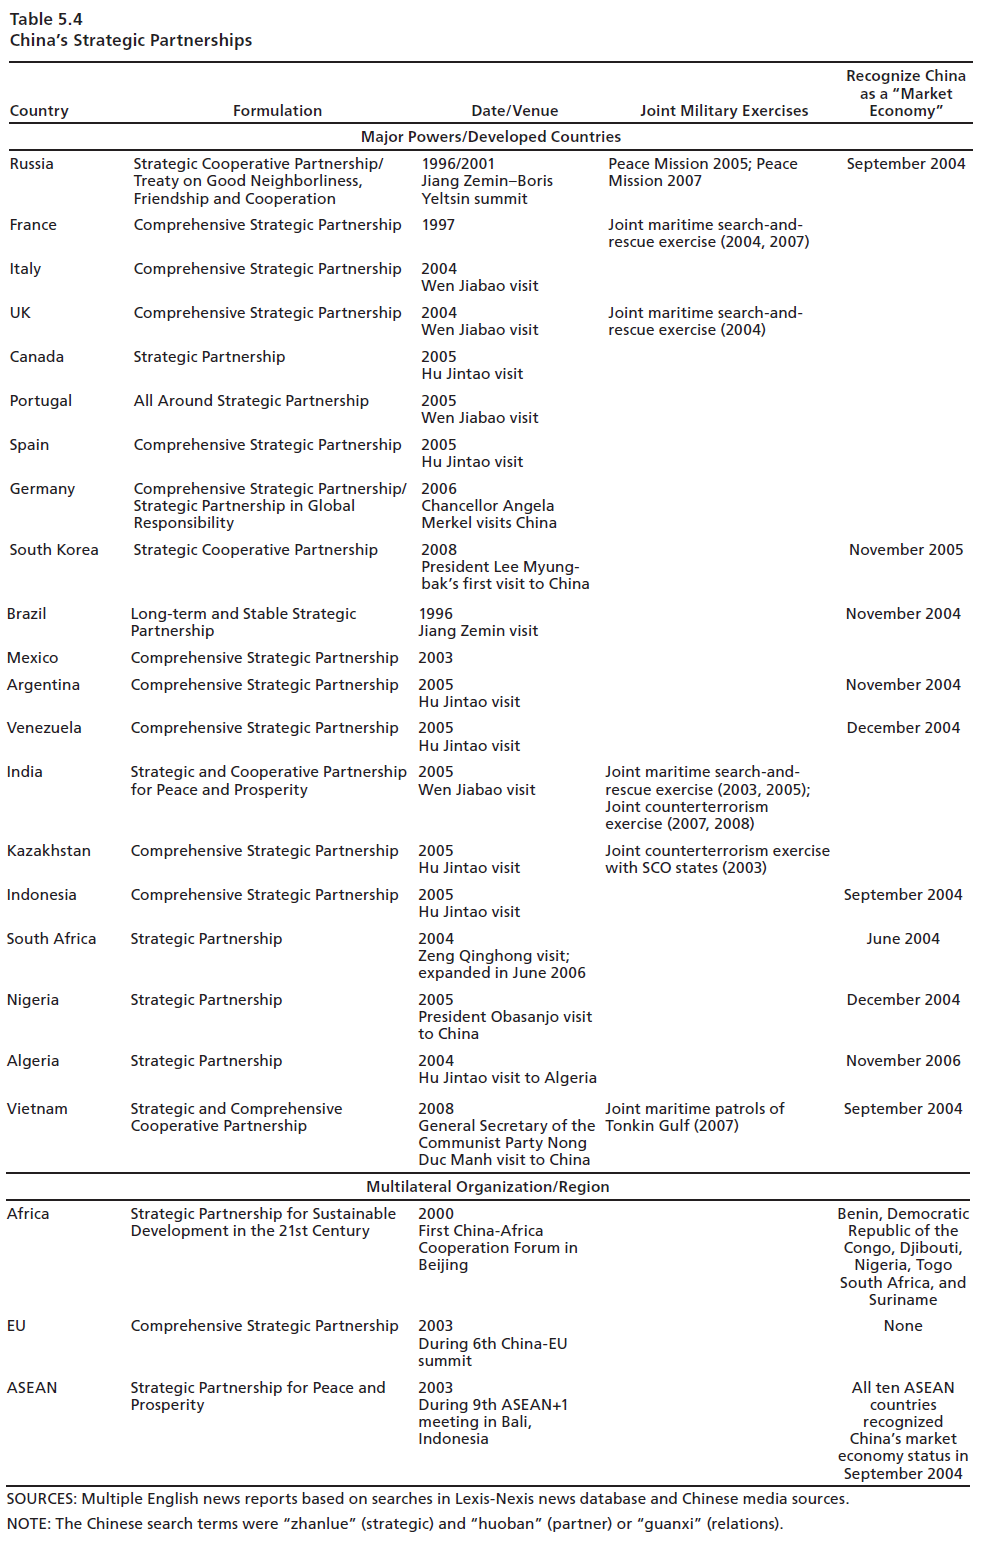 Table 5.4
China’s Strategic Partnerships
Country Formulation Date/Venue Joint Military Exercises Recognize China as a “Market Economy”
Major Powers/Developed Countries
Russia Strategic Cooperative Partnership/ 1996/2001 Peace Mission 2005; Peace September 2004
Treaty on Good Neighborliness, Jiang Zemin–Boris Mission 2007
Friendship and Cooperation Yeltsin summit
France Comprehensive Strategic Partnership 1997 Joint maritime search-and-
rescue exercise (2004, 2007)
Italy Comprehensive Strategic Partnership 2004
Wen Jiabao visit
UK Comprehensive Strategic Partnership 2004 Joint maritime search-and-
Wen Jiabao visit rescue exercise (2004)
Canada Strategic Partnership 2005
Hu Jintao visit
Portugal All Around Strategic Partnership 2005
Wen Jiabao visit
Spain Comprehensive Strategic Partnership 2005
Hu Jintao visit
Germany Comprehensive Strategic Partnership/ 2006
Strategic Partnership in Global Chancellor Angela
Responsibility Merkel visits China
South Korea Strategic Cooperative Partnership 2008 November 2005
President Lee Myung-
bak’s first visit to China
Brazil Long-term and Stable Strategic 1996 November 2004
Partnership Jiang Zemin visit
Mexico Comprehensive Strategic Partnership 2003
Argentina Comprehensive Strategic Partnership 2005 November 2004
Hu Jintao visit
Venezuela Comprehensive Strategic Partnership 2005 December 2004
Hu Jintao visit
India Strategic and Cooperative Partnership 2005 Joint maritime search-and-
for Peace and Prosperity Wen Jiabao visit rescue exercise (2003, 2005);
Joint counterterrorism
exercise (2007, 2008)
Kazakhstan Comprehensive Strategic Partnership 2005 Joint counterterrorism exercise
Hu Jintao visit with SCO states (2003)
Indonesia Comprehensive Strategic Partnership 2005 September 2004
Hu Jintao visit
South Africa Strategic Partnership 2004 June 2004
Zeng Qinghong visit;
expanded in June 2006
Nigeria Strategic Partnership 2005 December 2004
President Obasanjo visit
to China
Algeria Strategic Partnership 2004 November 2006
Hu Jintao visit to Algeria
Vietnam Strategic and Comprehensive 2008 Joint maritime patrols of September 2004
Cooperative Partnership General Secretary of the Tonkin Gulf (2007)
Communist Party Nong
Duc Manh visit to China
Multilateral Organization/Region
Africa Strategic Partnership for Sustainable 2000 Benin, Democratic
Development in the 21st Century First China-Africa Republic of the
Cooperation Forum in Congo, Djibouti,
Beijing Nigeria, Togo
South Africa, and
Suriname
EU Comprehensive Strategic Partnership 2003 None
During 6th China-EU
summit
ASEAN Strategic Partnership for Peace and 2003 All ten ASEAN
Prosperity During 9th ASEAN+1 countries
meeting in Bali, recognized
Indonesia China’s market
economy status in
September 2004
SOURCES: Multiple English news reports based on searches in Lexis-Nexis news database and Chinese media sources.
NOTE: The Chinese search terms were “zhanlue” (strategic) and “huoban” (partner) or “guanxi” (relations).